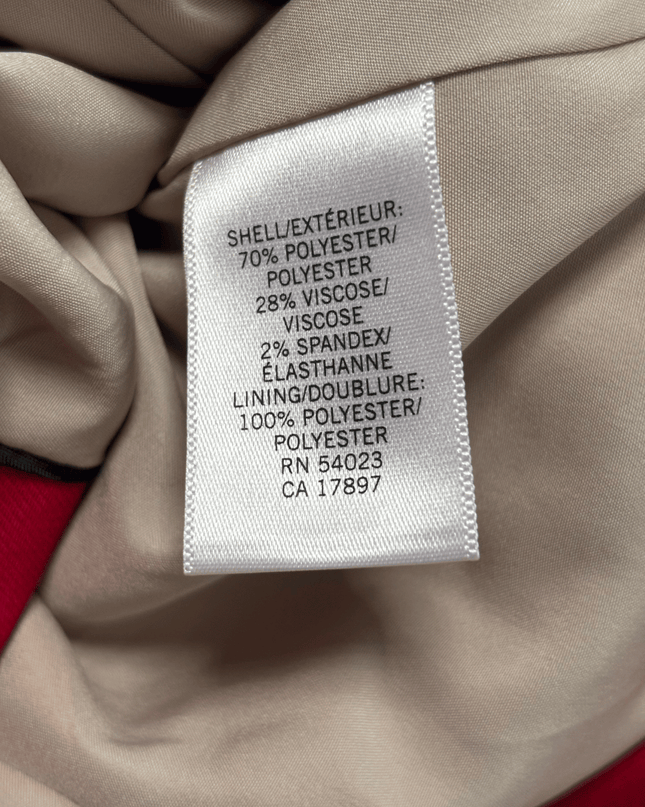 SHELL/EXTÉRIEUR:
70% POLYESTER/
POLYESTER
28% VISCOSE/
VISCOSE
2% SPANDEX/
ÉLASTHANNE
LINING/DOUBLURE:
100% POLYESTER/
POLYESTER
RN 54023
CA 17897